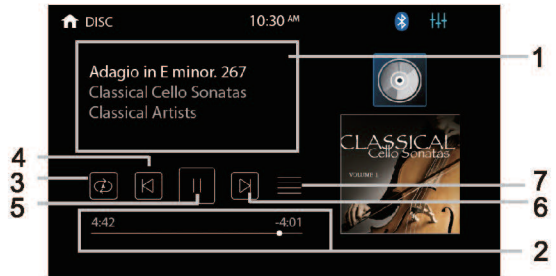 DISC
10:30 AM
1
Adagio in E minor. 267
Classical Cello Sonatas
Classical Artists
CLASSICAL
Cello Sonatas
VOLUME 1
4
3
5
7
6
4:42
-4:01
2